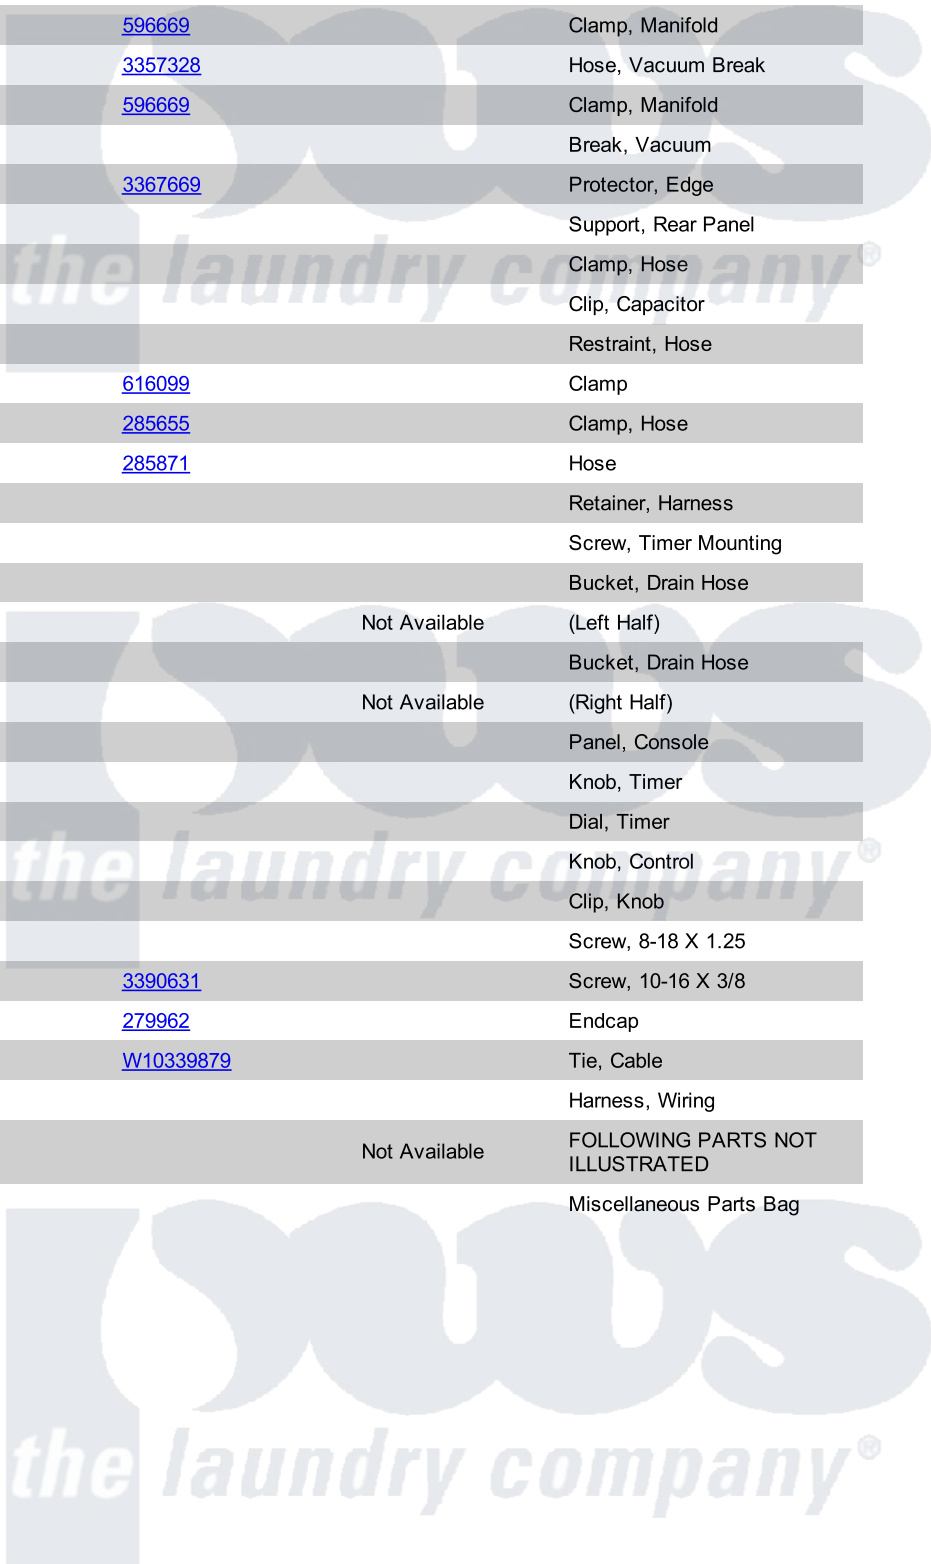 596669 Clamp, Manifold
3357328 Hose, Vacuum Break
596669 Clamp, Manifold
Break, Vacuum
3367669 Protector, Edge
Support, Rear Panel
Clamp, Hose
Clip, Capacitor
Restraint, Hose
616099 Clamp
285655 Clamp, Hose
285871 Hose
Retainer, Harness
Screw, Timer Mounting
Bucket, Drain Hose
Not Available (Left Half)
Bucket, Drain Hose
Not Available (Right Half)
Panel, Console
Knob, Timer
Dial, Timer
Knob, Control
Clip, Knob
Screw, 8-18 X 1.25
3390631 Screw, 10-16 X 3/8
279962 Endcap
W10339879 Tie, Cable
Harness, Wiring
Not Available FOLLOWING PARTS NOT
ILLUSTRATED
Miscellaneous Parts Bag
pws
the laundry company®
pws
the laundry company®
pws
the laundry company®